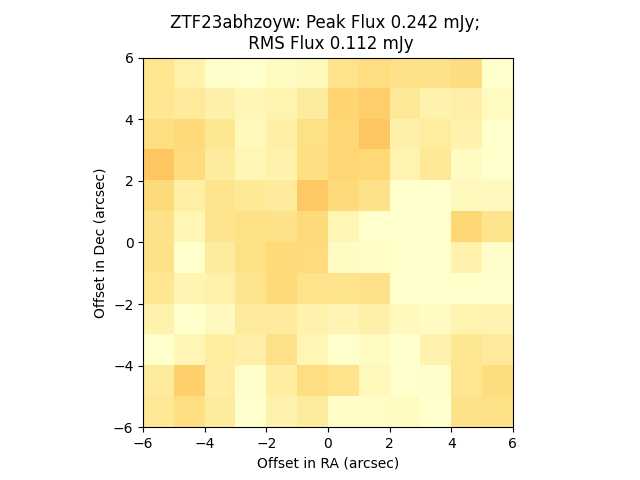 ZTF23abhzoyw: Peak Flux 0.242 mJy;
RMS Flux 0.112 mJy
6
4
2
0
−2
−4
−6
Offset in Dec (arcsec)
−6 −4 −2 0 2 4 6
Offset in RA (arcsec)